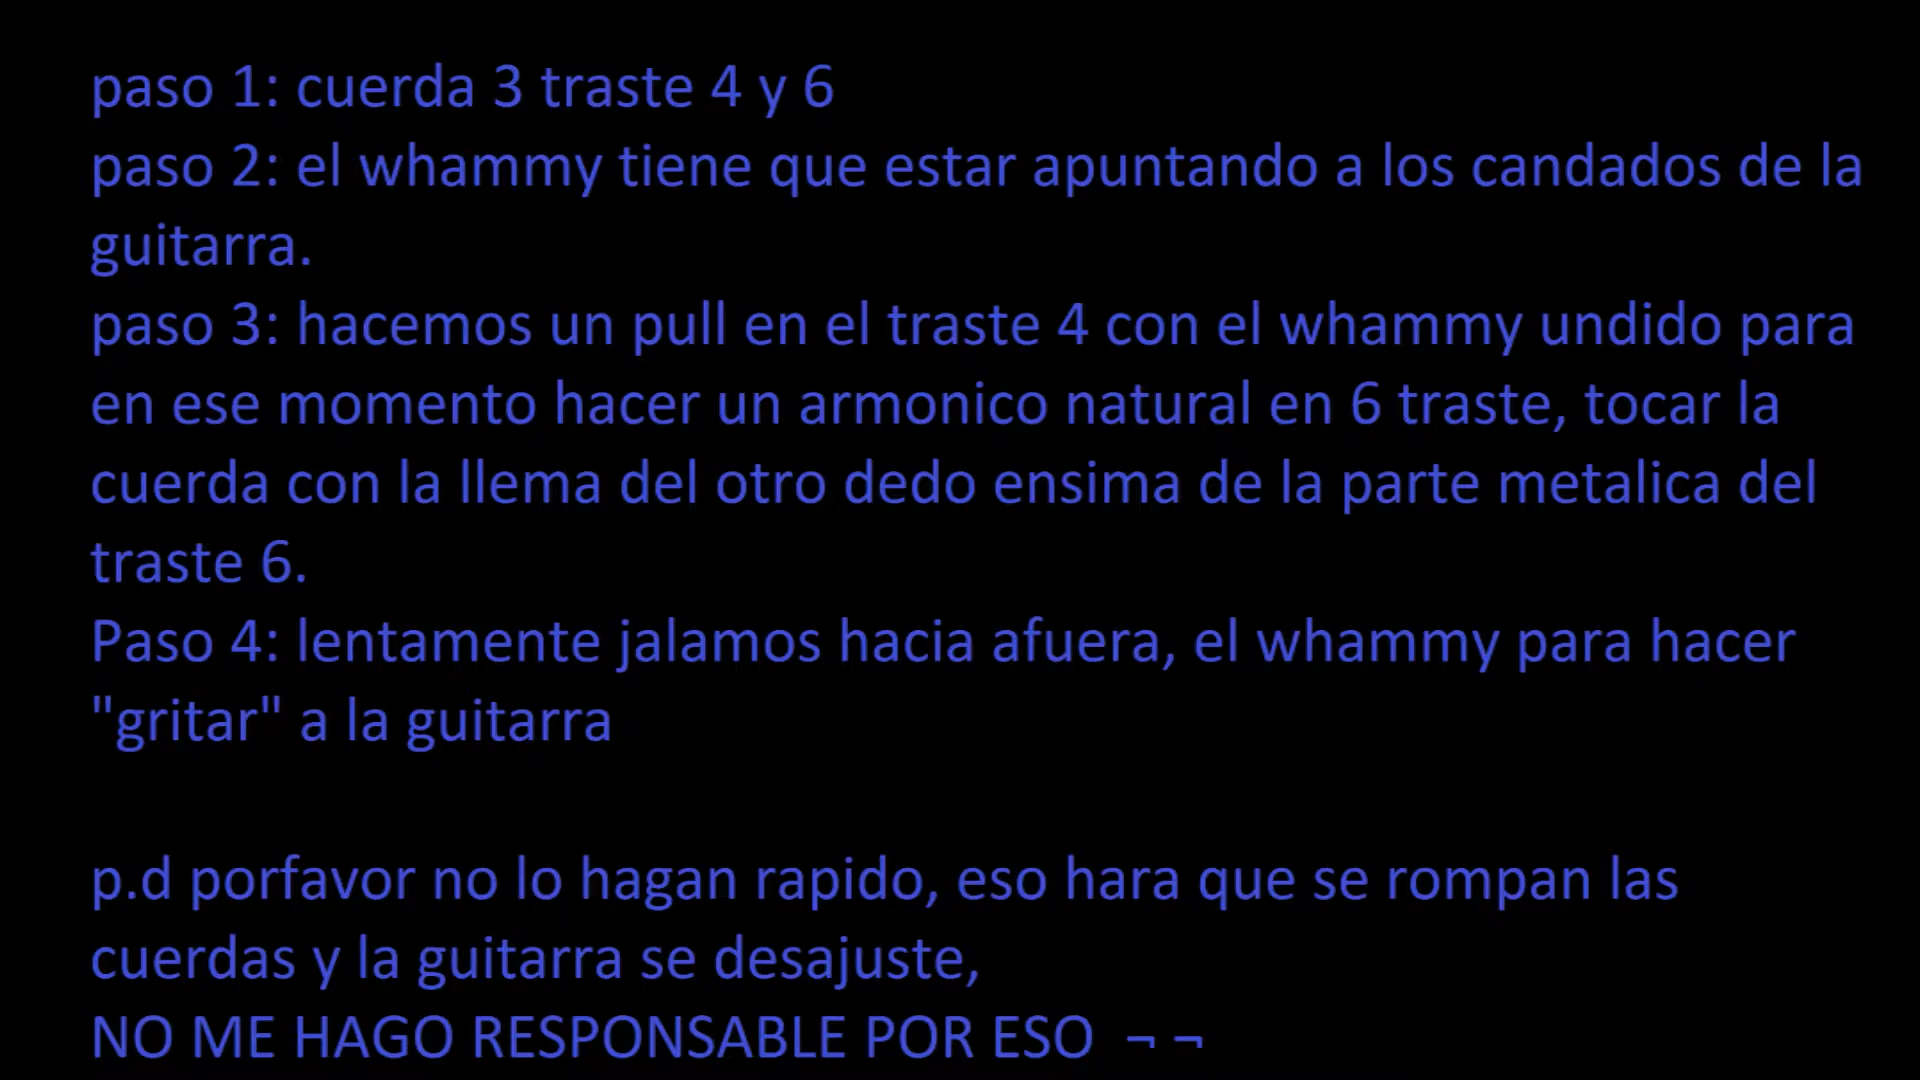 paso 1: cuerda 3 traste 4 y 6
paso 2: el whammy tiene que estar apuntando a los candados de la
guitarra.
paso 3: hacemos un pull en el traste 4 con el whammy undido para
en ese momento hacer un armonico natural en 6 traste, tocar la
cuerda con la llema del otro dedo ensima de la parte metalica del
traste 6.
Paso 4: lentamente jalamos hacia afuera, el whammy para hacer
"gritar" a la guitarra
p.d porfavor no lo hagan rapido, eso hara que se rompan las
cuerdas y la guitarra se desajuste,
NO ME HAGO RESPONSABLE POR ESO  ¬ ¬